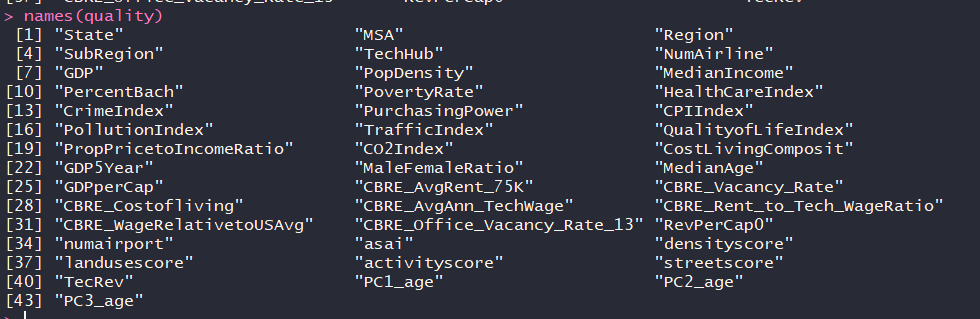 > names(quality)
[1] "State" "MSA" "Region"
[4] "SubRegion" "TechHub" "NumAirline"
[7] "GDP" "PopDensity" "MedianIncome"
[10] "PercentBach" "PovertyRate" "HealthCareIndex"
[13] "CrimeIndex" "PurchasingPower" "CPIIndex"
[16] "PollutionIndex" "TrafficIndex" "QualityofLifeIndex"
[19] "PropPricetoIncomeRatio" "CO2Index" "CostLivingComposit"
[22] "GDP5Year" "MaleFemaleRatio" "MedianAge"
[25] "GDPperCap" "CBRE_AvgRent_75K" "CBRE_Vacancy_Rate"
[28] "CBRE_Costofliving" "CBRE_AvgAnn_TechWage" "CBRE_Rent_to_Tech_WageRatio"
[31] "CBRE_WageRelativetoUSAvg" "CBRE_Office_Vacancy_Rate_13" "RevPerCapO"
[34] "numairport" "asai" "densityscore"
[37] "landusescore" "activityscore" "streetscore"
[40] "TecRev" "PC1_age" "PC2_age"
[43] "PC3_age"